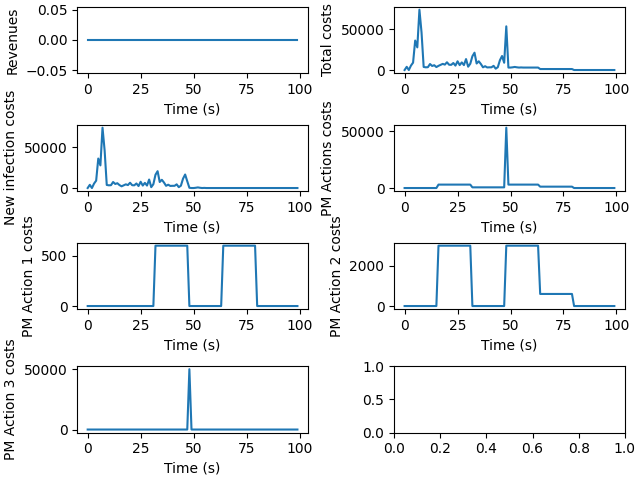 Revenues
0.05
0.00
−0.05
0 25 50 75 100
Time (s)
Total costs
50000
0
0 25 50 75 100
Time (s)
New infection costs
50000
0
0 25 50 75 100
Time (s)
PM Actions costs
50000
0
0 25 50 75 100
Time (s)
PM Action 1 costs
500
0
0 25 50 75 100
Time (s)
PM Action 2 costs
2000
0
0 25 50 75 100
Time (s)
PM Action 3 costs
50000
0
0 25 50 75 100
Time (s)
1.0
0.5
0.0
0.0 0.2 0.4 0.6 0.8 1.0